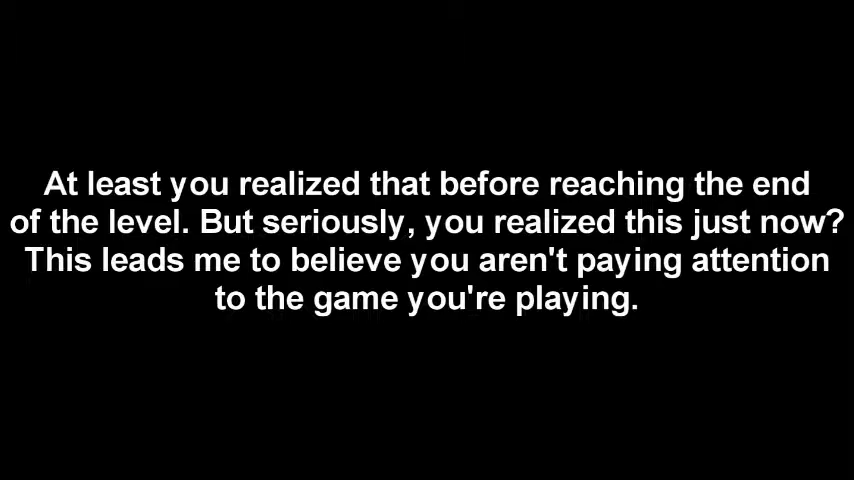 At least you realized that before reaching the end
of the level. But seriously, you realized this just now?
This leads me to believe you aren't paying attention
to the game you're playing.